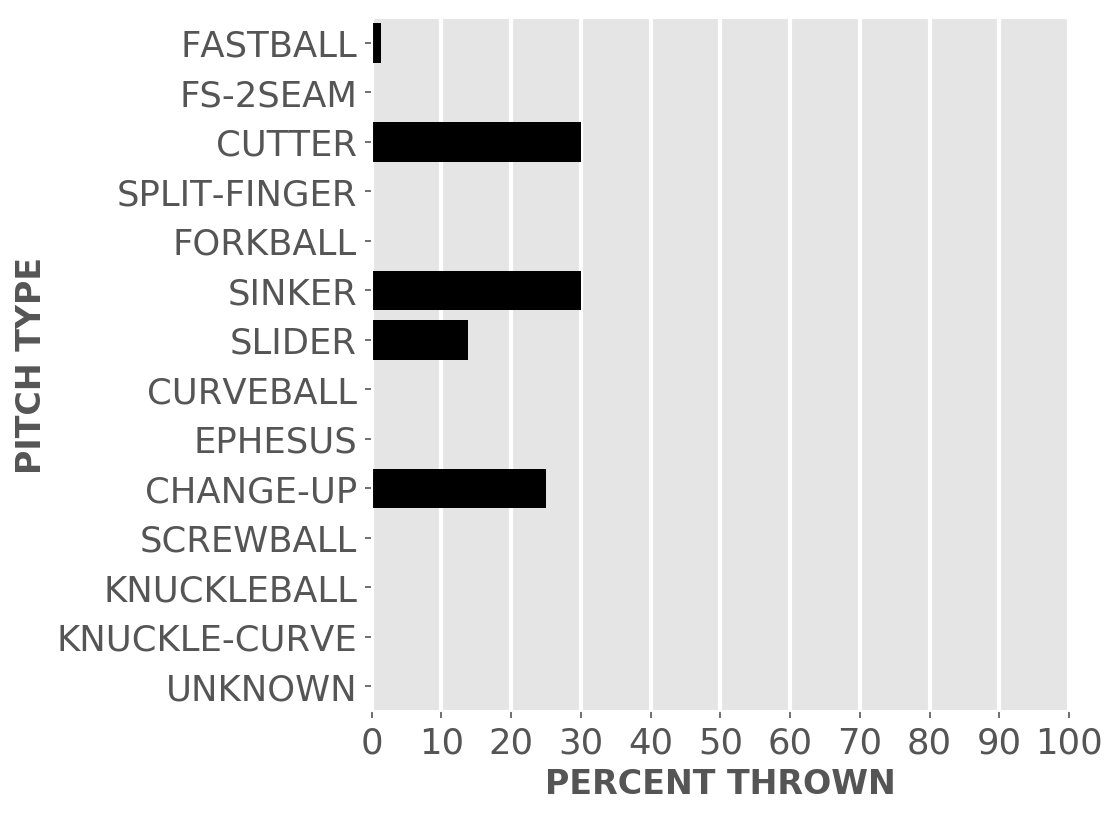 FASTBALL
FS-2SEAM
CUTTER
SPLIT-FINGER
FORKBALL
SINKER
SLIDER
CURVEBALL
EPHESUS
CHANGE-UP
SCREWBALL
KNUCKLEBALL
KNUCKLE-CURVE
UNKNOWN
PITCH TYPE
0 10 20 30 40 50 60 70 80 90 100
PERCENT THROWN